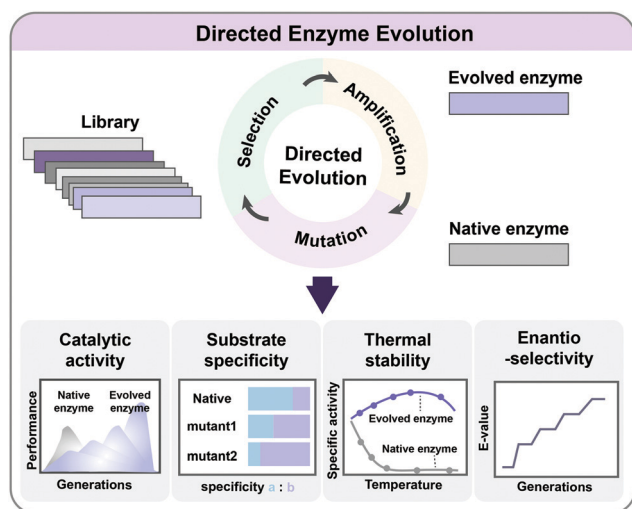 Directed Enzyme Evolution
Library
Selection
Amplification
Mutation
Directed
Evolution
Evolved enzyme
Native enzyme
Catalytic
activity
Performance
Native
enzyme
Evolved
enzyme
Generations
Substrate
specificity
Native
mutant1
mutant2
specificity a : b
Thermal
stability
Specific activity
Evolved enzyme
Native enzyme
Temperature
Enantio
-selectivity
E-value
Generations